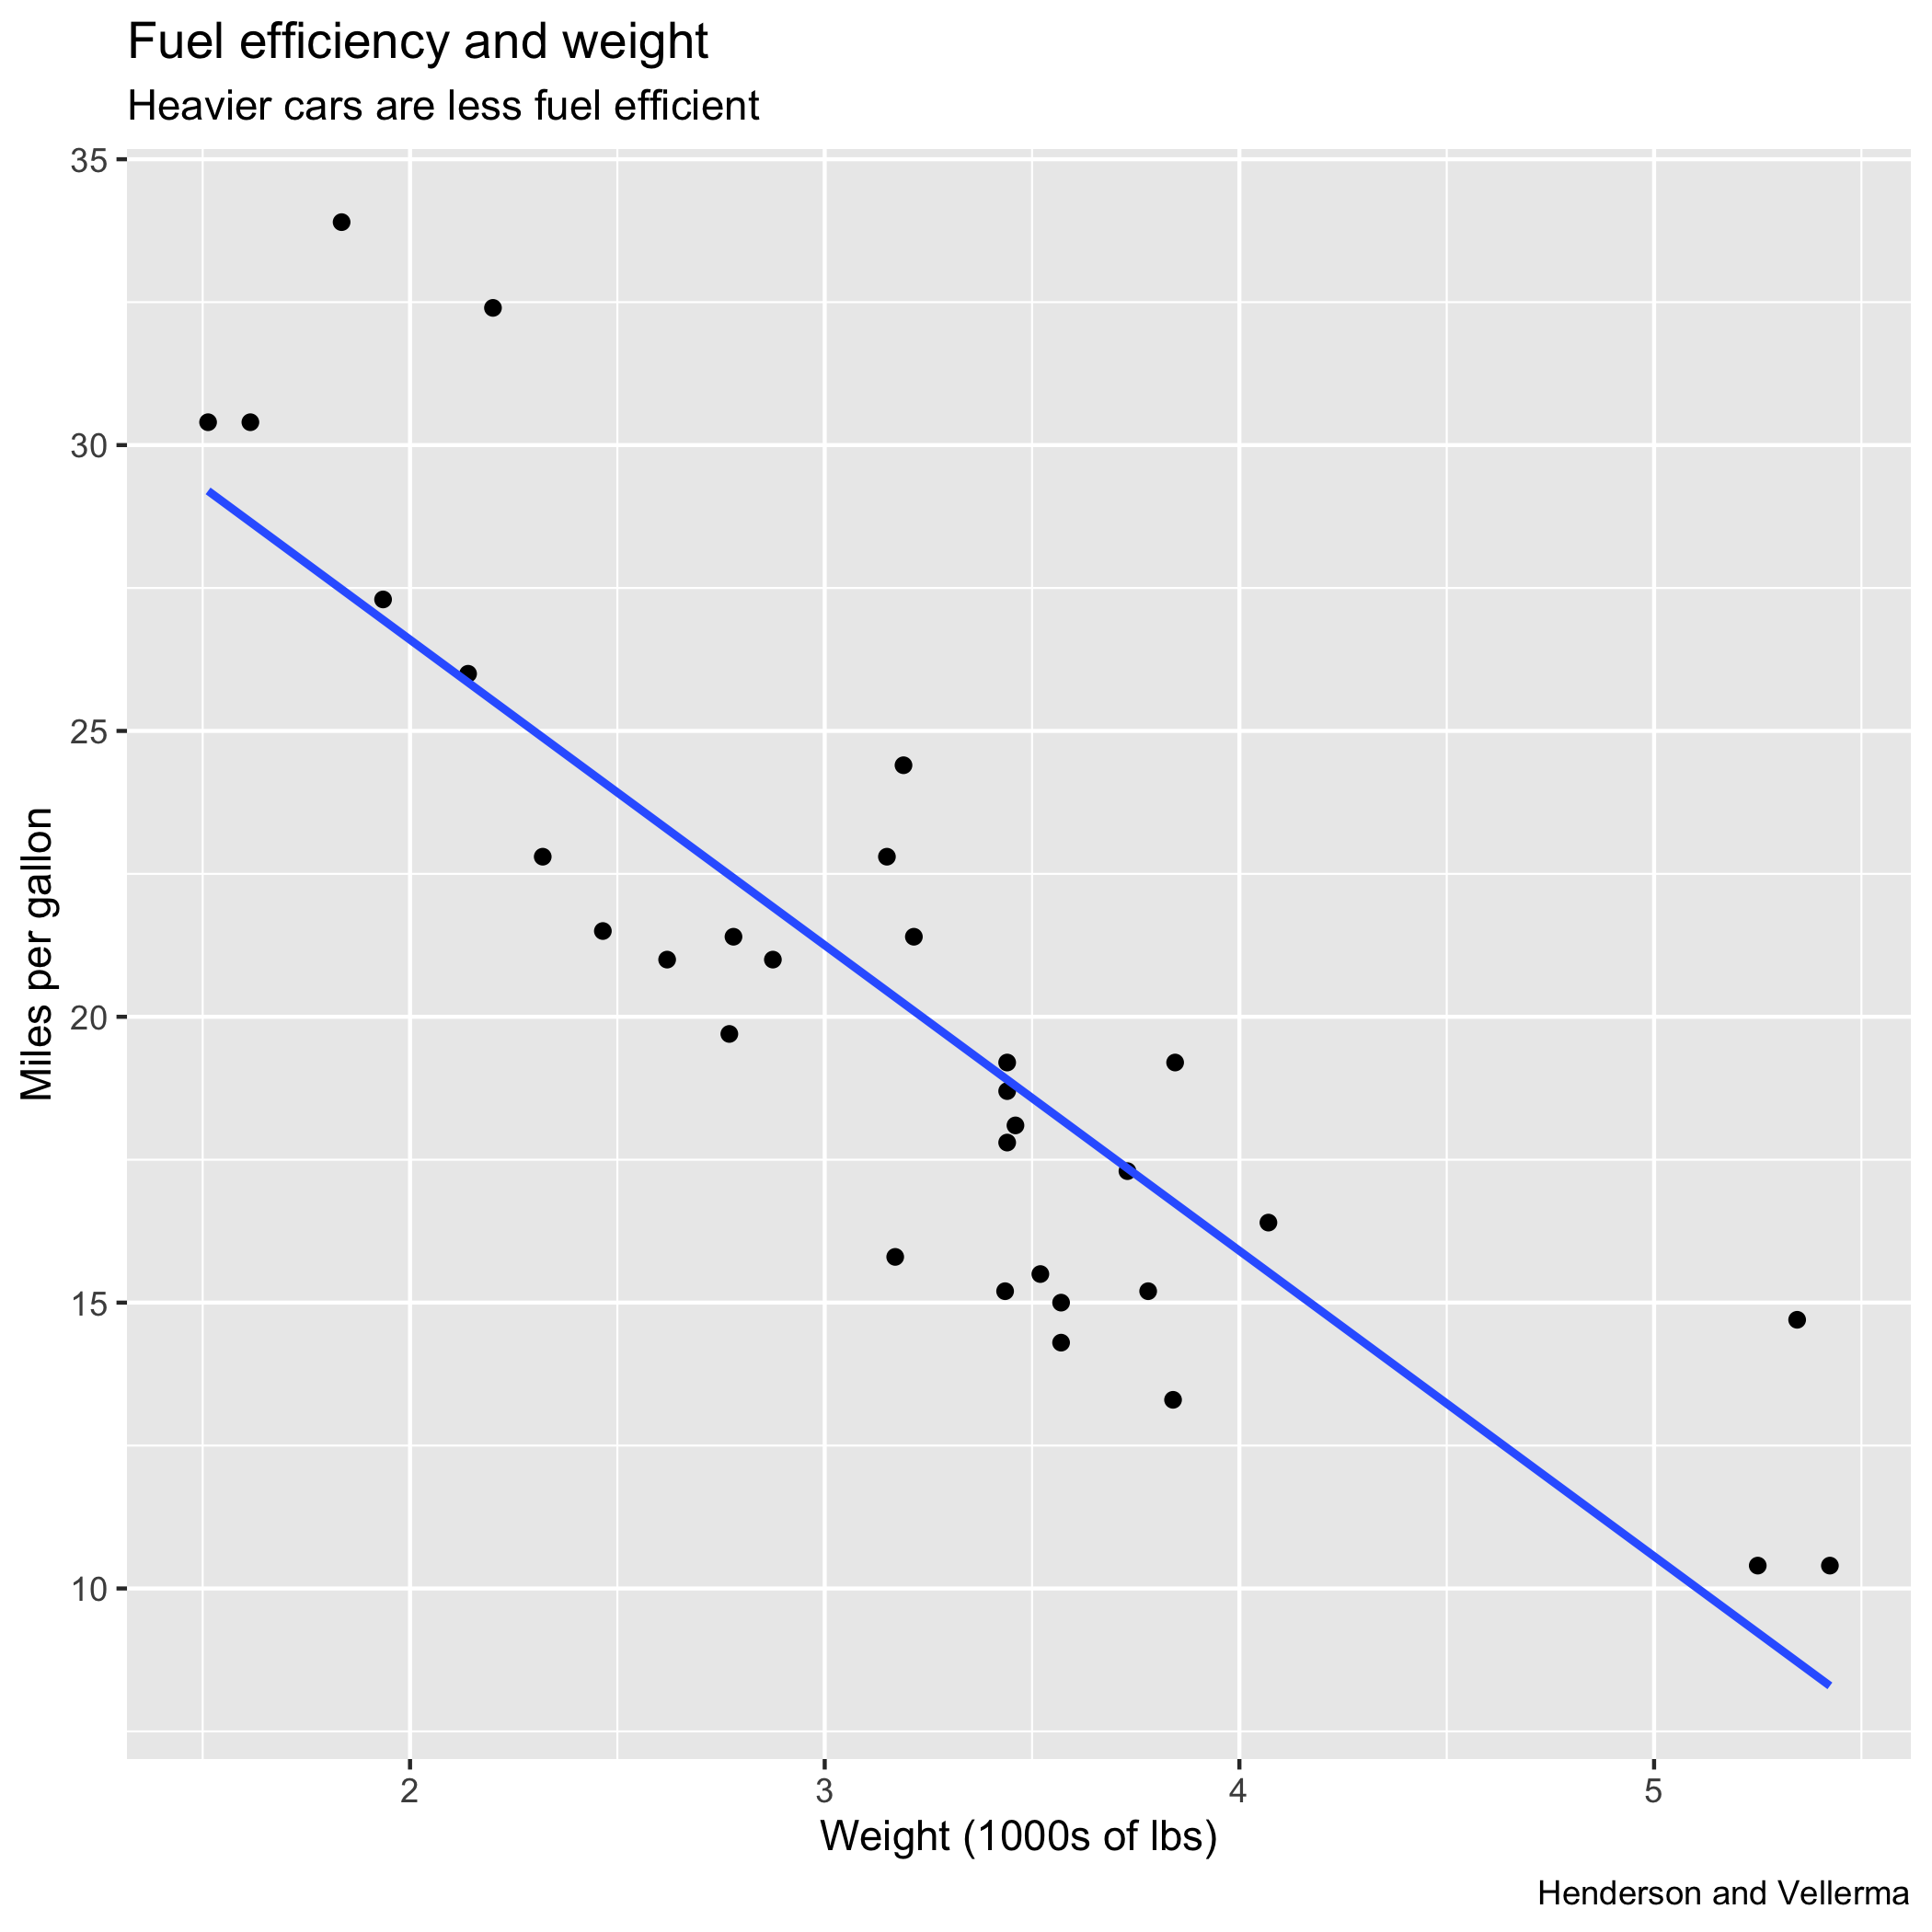 Fuel efficiency and weight
Heavier cars are less fuel efficient
35
30
25
20
15
10
Miles per gallon
2 3 4 5
Weight (1000s of lbs)
Henderson and Vellerma